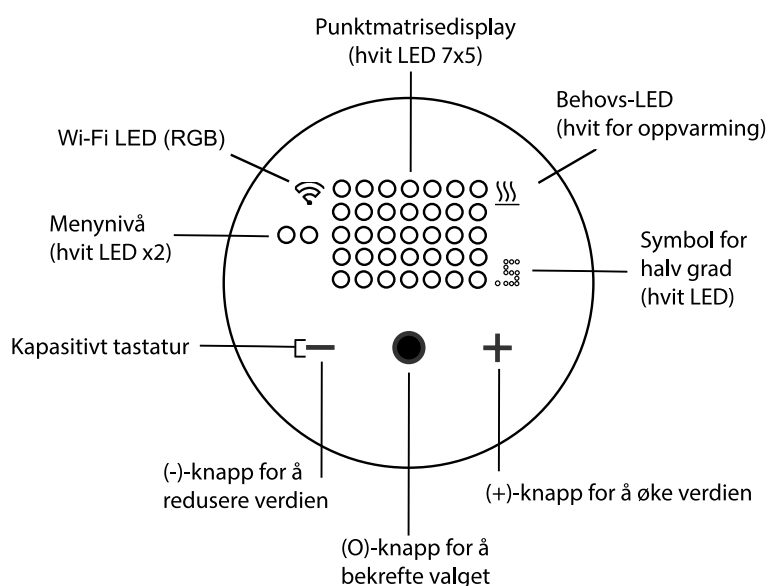 Punktmatrisedisplay
(hvit LED 7x5)
Behovs-LED
(hvit for oppvarming)
Wi-Fi LED (RGB)
Menynivå
(hvit LED x2)
Symbol for
halv grad
(hvit LED)
Kapasitivt tastatur
(-)-knapp for å
redusere verdien
(+)-knapp for å øke verdien
(O)-knapp for å
bekrefte valget